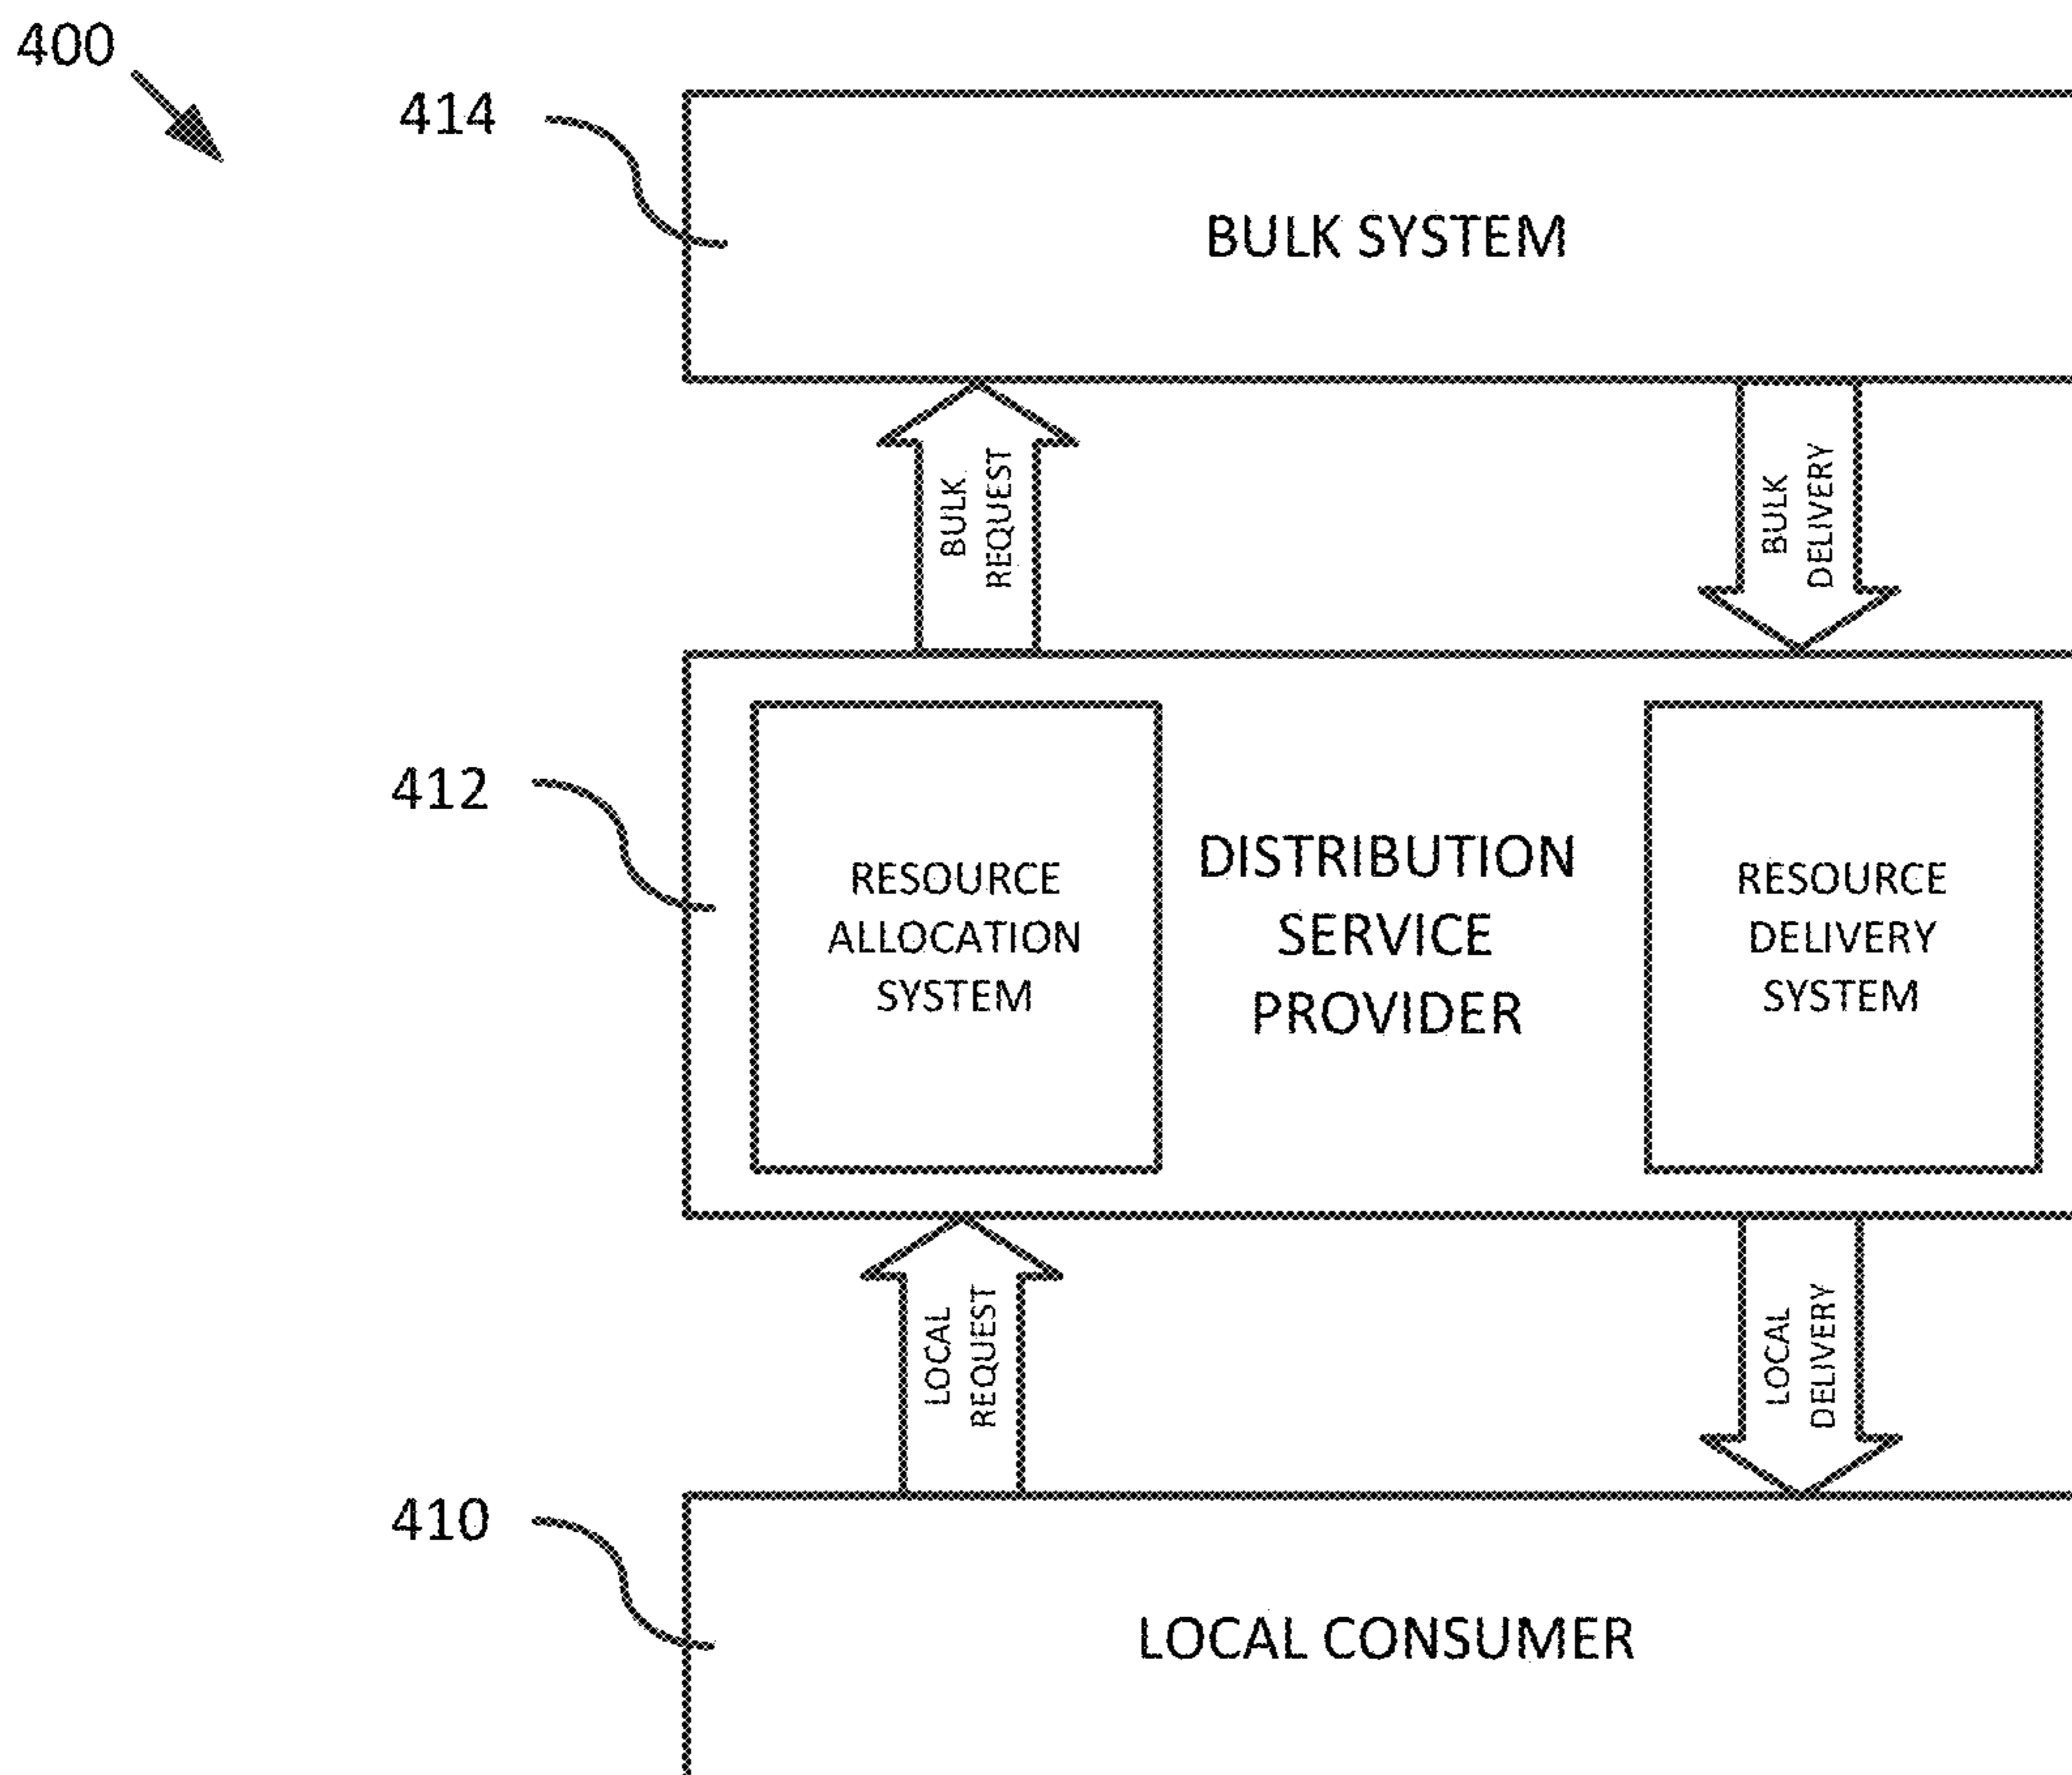 400
414
BULK SYSTEM
BULK
REQUEST
BULK
DELIVERY
412
RESOURCE
ALLOCATION
SYSTEM
DISTRIBUTION
SERVICE
PROVIDER
RESOURCE
DELIVERY
SYSTEM
LOCAL
REQUEST
LOCAL
DELIVERY
410
LOCAL CONSUMER